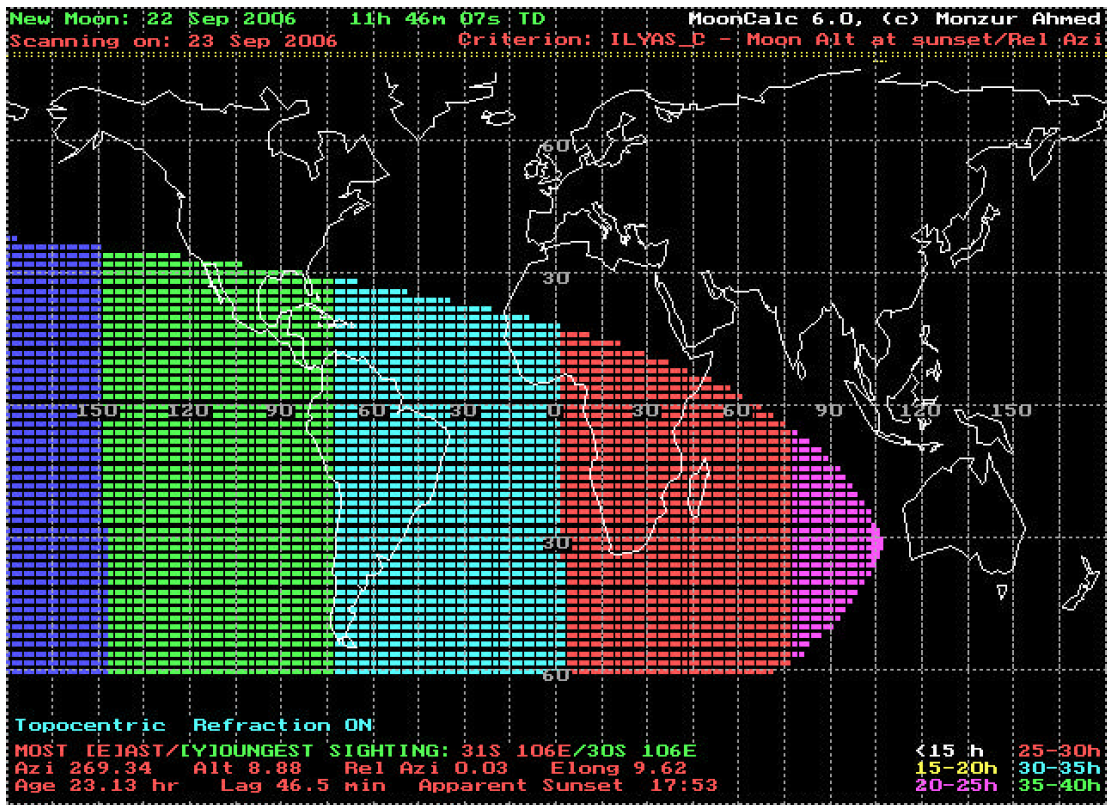 New Moon: 22 Sep 2006 11h 46m 07s TD MoonCalc 6.0, (c) Monzur Ahmed
Scanning on: 23 Sep 2006 Criterion: ILYAS_C - Moon Alt at sunset/Rel Azi
60
30
150 120 90 60 30 0 30 60 90 120 150
30
60
Topocentric Refraction ON
MOST [E]AST/[Y]OUNGEST SIGHTING: 31S 106E/30S 106E <15 h 25-30h
Azi 269.34 Alt 8.88 Rel Azi 0.03 Elong 9.62 15-20h 30-35h
Age 23.13 hr Lag 46.5 min Apparent Sunset 17:53 20-25h 35-40h